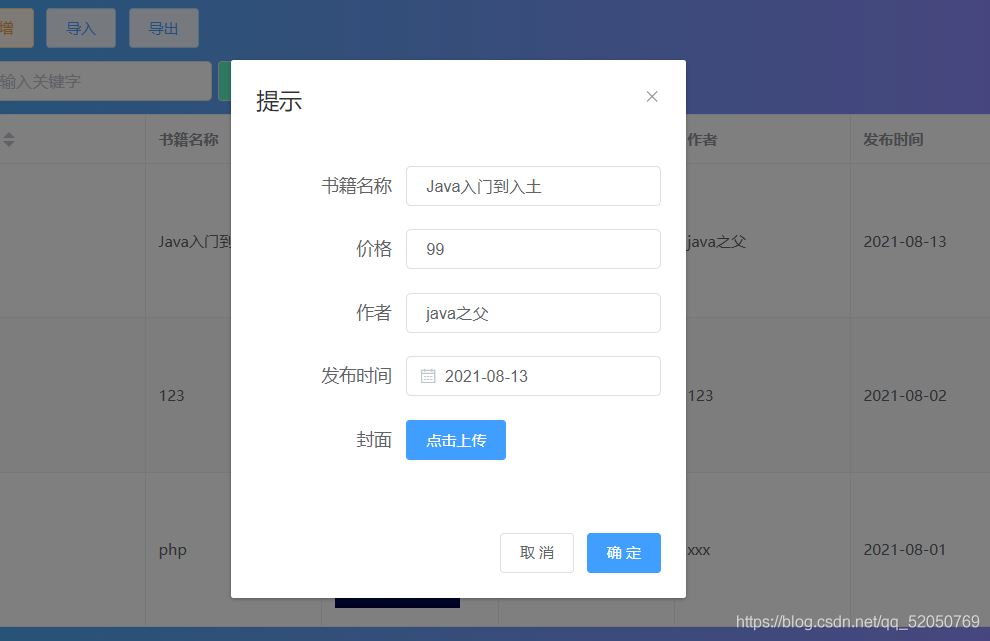 增 导入 导出
输入关键字
书籍名称 作者 发布时间
Java入门到 java之父 2021-08-13
123 123 2021-08-02
php xxx 2021-08-01
提示
书籍名称 Java入门到入土
价格 99
作者 java之父
发布时间 2021-08-13
封面 点击上传
取 消 确 定
https://blog.csdn.net/qq_52050769